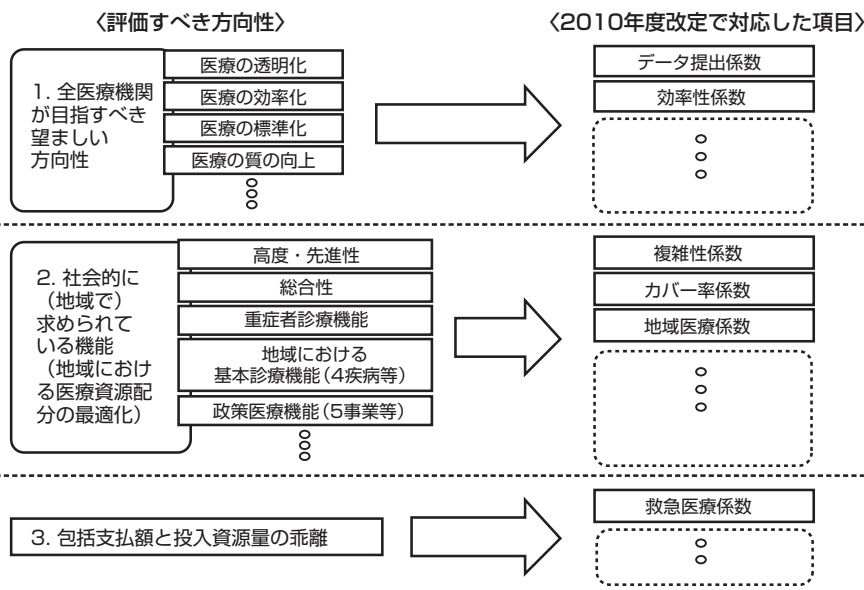 〈評価すべき方向性〉
〈2010年度改定で対応した項目〉
1. 全医療機関
が目指すべき
望ましい
方向性
医療の透明化
医療の効率化
医療の標準化
医療の質の向上
データ提出係数
効率性係数
2. 社会的に
（地域で）
求められて
いる機能
（地域におけ
る医療資源配
分の最適化）
高度・先進性
総合性
重症者診療機能
地域における
基本診療機能（4疾病等）
政策医療機能（5事業等）
複雑性係数
カバー率係数
地域医療係数
3. 包括支払額と投入資源量の乖離
救急医療係数